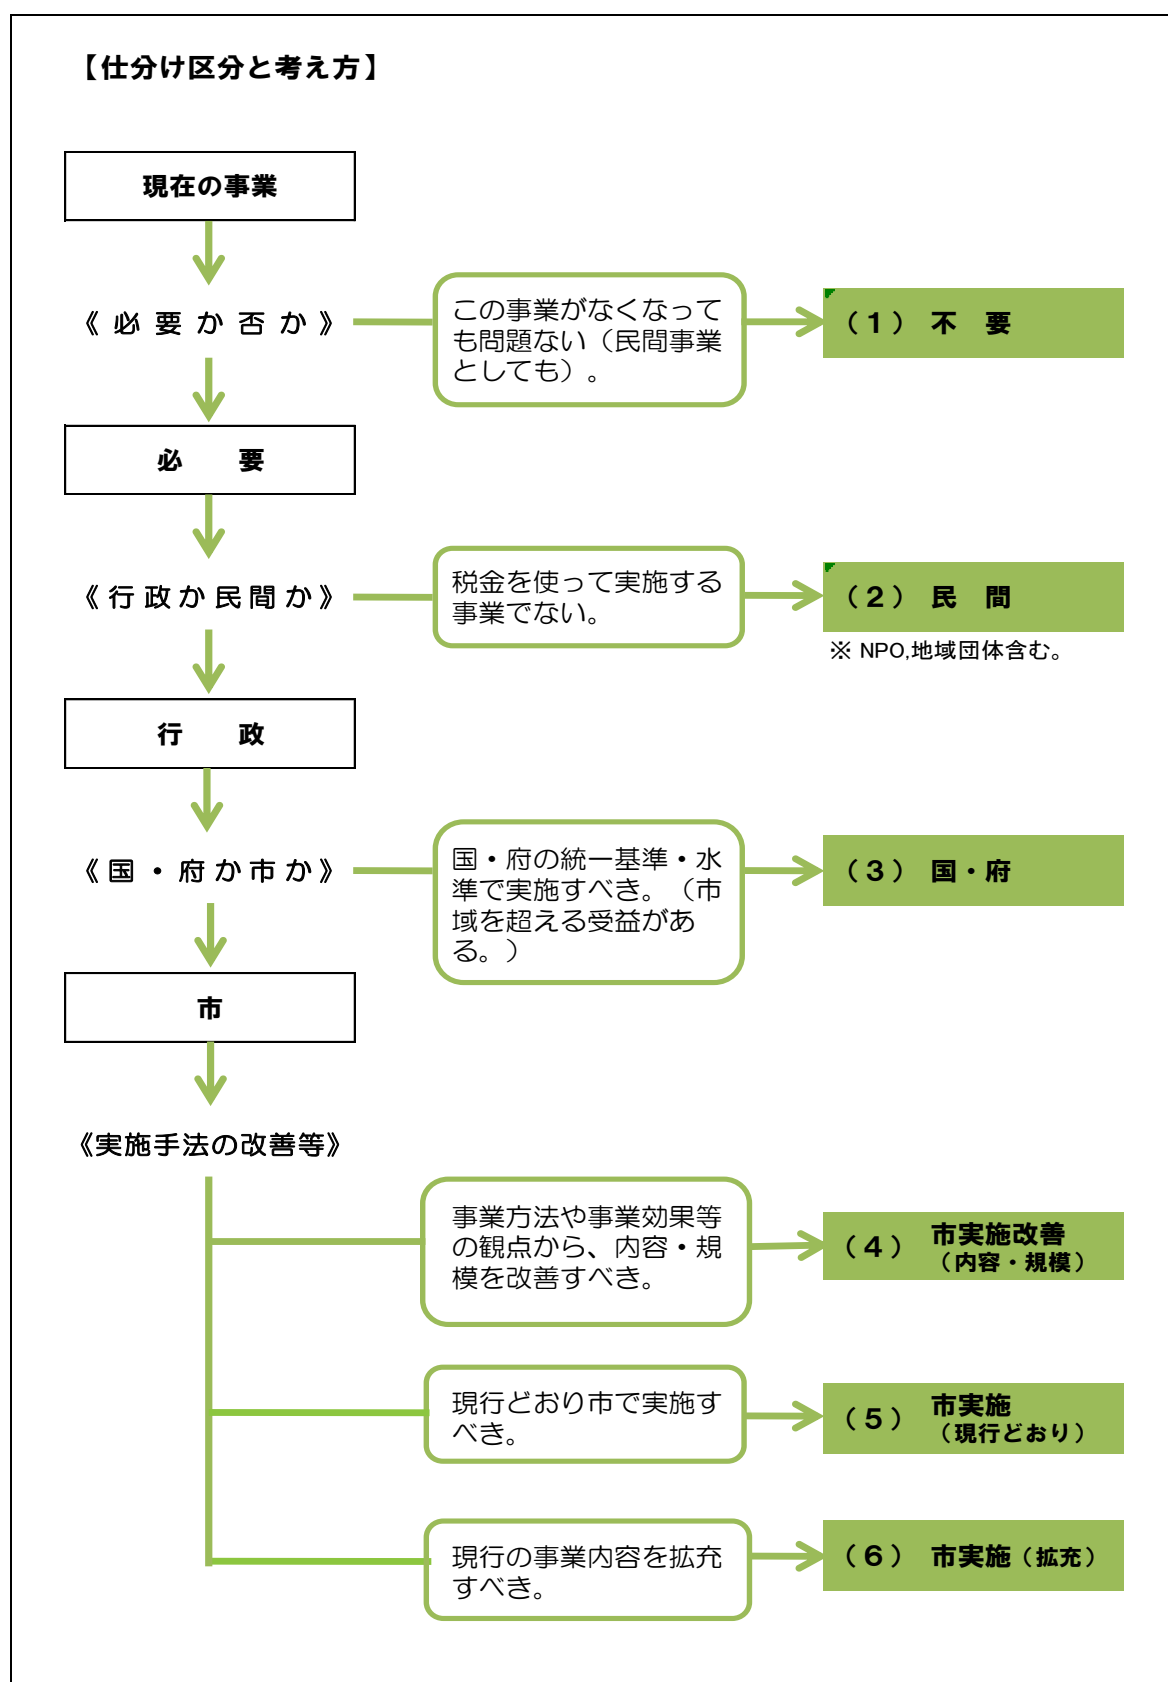 【仕分け区分と考え方】
現在の事業
《必要か否か》
この事業がなくなって
も問題ない（民間事業
としても）。
（１） 不　要
必　　要
《行政か民間か》
税金を使って実施する
事業でない。
（２） 民　間
※ NPO,地域団体含む。
行　　政
《国・府か市か》
国・府の統一基準・水
準で実施すべき。（市
域を超える受益があ
る。）
（３） 国・府
市
《実施手法の改善等》
事業方法や事業効果等
の観点から、内容・規
模を改善すべき。
（４） 市実施改善
（内容・規模）
現行どおり市で実施す
べき。
（５） 市実施
（現行どおり）
現行の事業内容を拡充
すべき。
（６） 市実施（拡充）